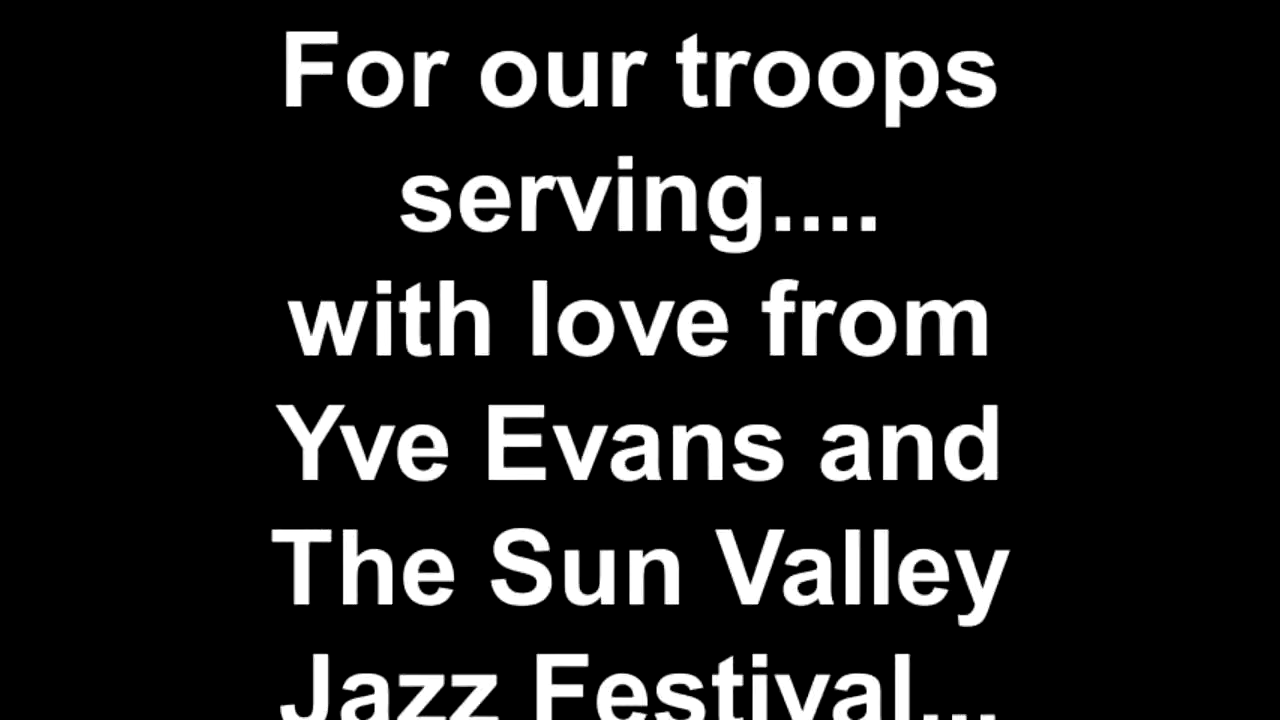 For our troops
serving....
with love from
Yve Evans and
The Sun Valley
Jazz Festival...